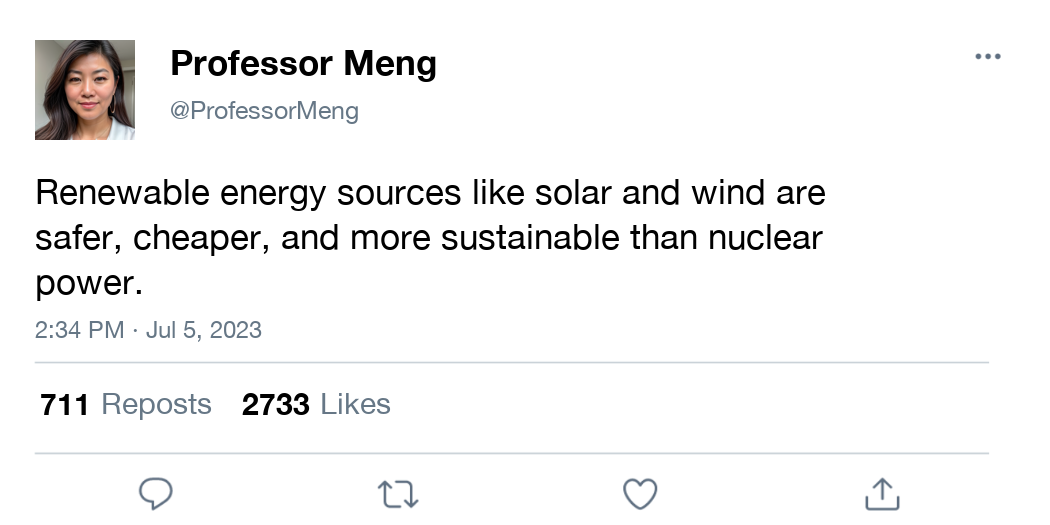 Professor Meng
@ProfessorMeng
Renewable energy sources like solar and wind are
safer, cheaper, and more sustainable than nuclear
power.
2:34 PM · Jul 5, 2023
711 Reposts 2733 Likes